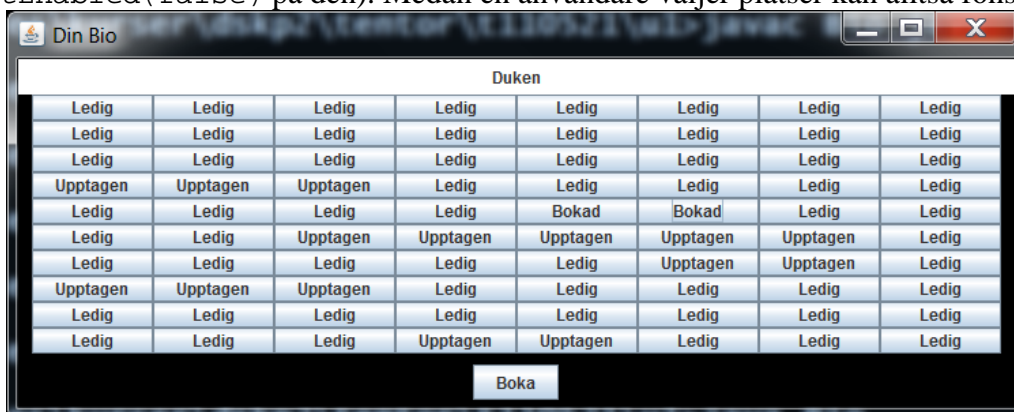 på den). Medan en användare väljer platser kan alltså
Din Bio
Duken
Ledig Ledig Ledig Ledig Ledig Ledig Ledig Ledig
Ledig Ledig Ledig Ledig Ledig Ledig Ledig Ledig
Ledig Ledig Ledig Ledig Ledig Ledig Ledig Ledig
Upptagen Upptagen Upptagen Ledig Ledig Ledig Ledig Ledig
Ledig Ledig Ledig Ledig Bokad Bokad Ledig Ledig
Ledig Ledig Upptagen Upptagen Upptagen Upptagen Upptagen Ledig
Ledig Ledig Ledig Ledig Ledig Upptagen Upptagen Ledig
Upptagen Upptagen Upptagen Ledig Ledig Ledig Ledig Ledig
Ledig Ledig Ledig Ledig Ledig Ledig Ledig Ledig
Ledig Ledig Ledig Upptagen Upptagen Ledig Ledig Ledig
Boka